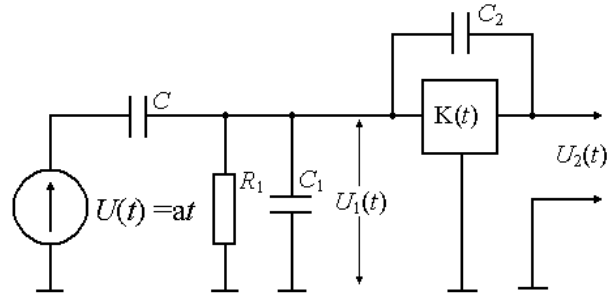 C₂
C
K(t)
U₂(t)
R₁
C₁
U₁(t)
U(t) =at